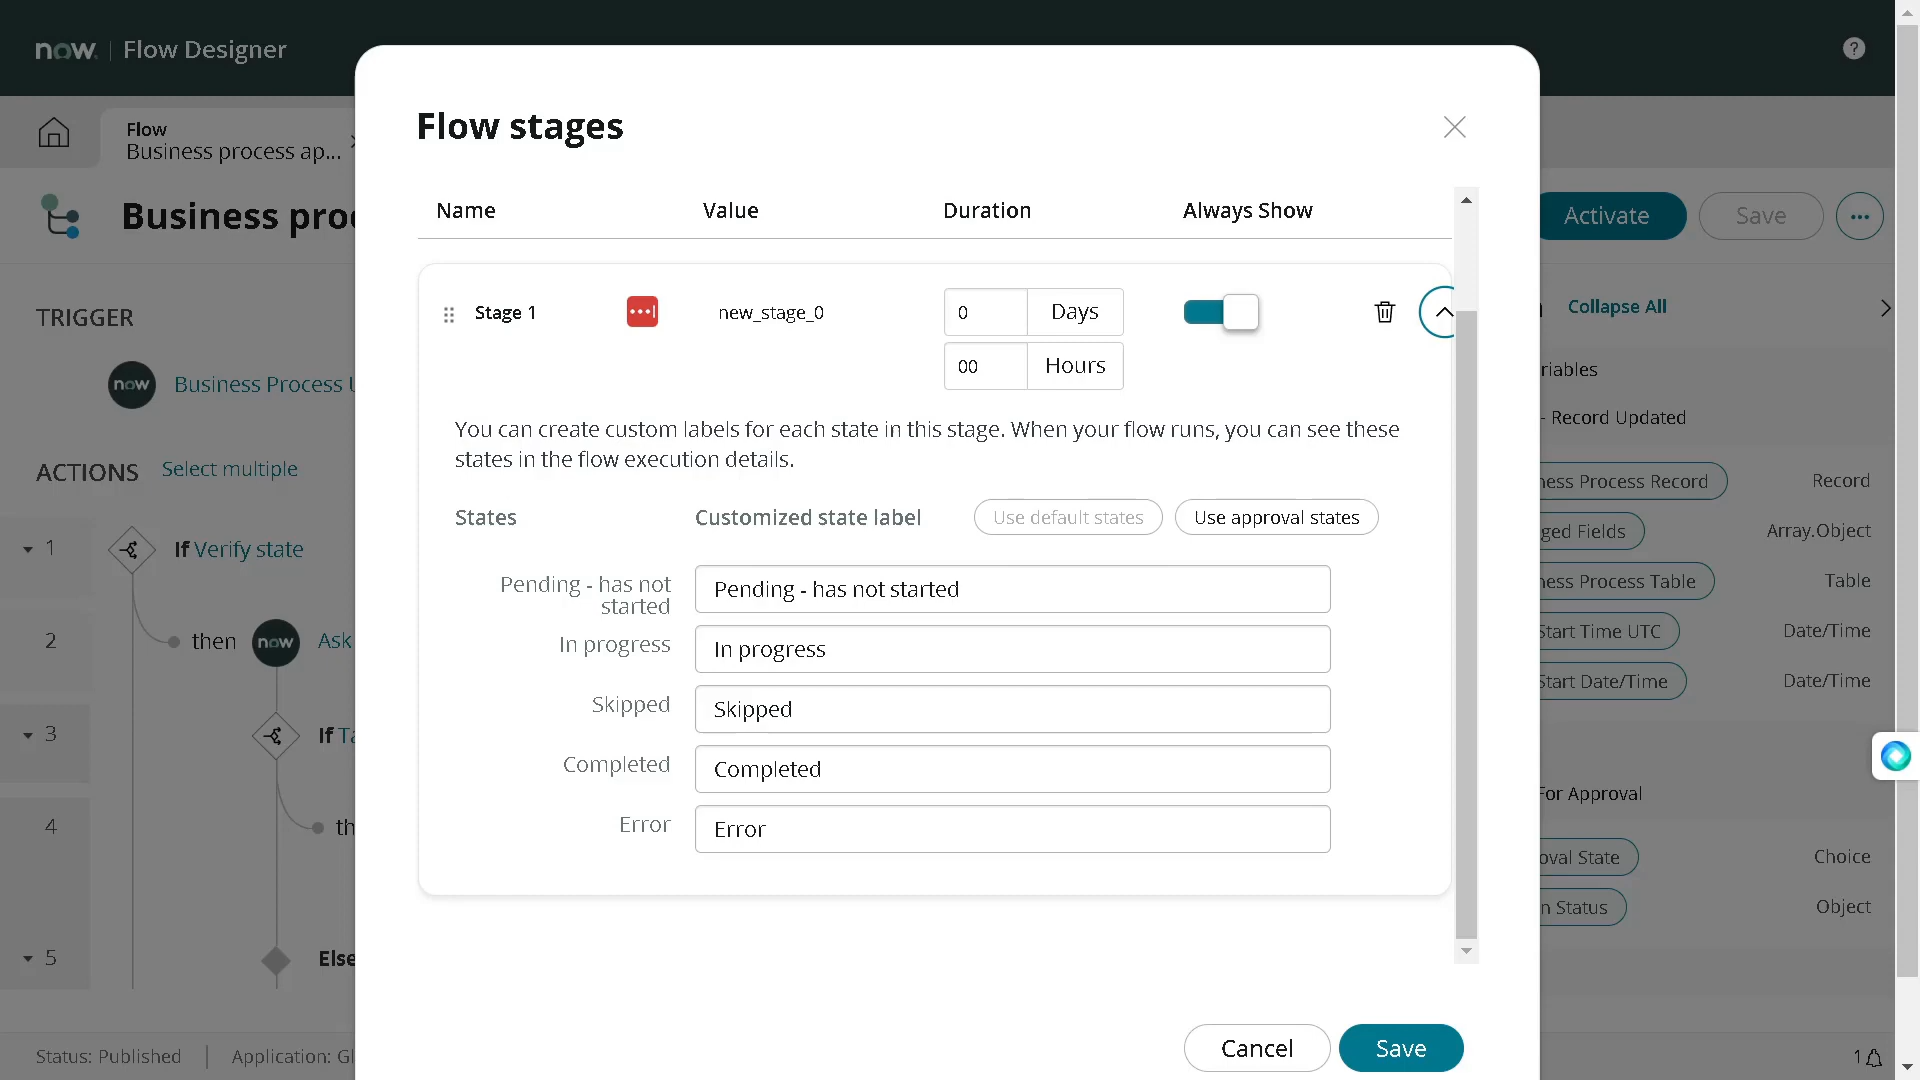 now. Flow Designer
?
Flow
Business process ap...
Business proc
Activate
Save
TRIGGER
now
Business Process U
ACTIONS
Select multiple
1
If Verify state
2
then
now
Ask
3
If Ta
4
th
5
Else
Status: Published
Application: Gl
Flow stages
Name
Value
Duration
Always Show
Stage 1
new_stage_0
0
Days
00
Hours
You can create custom labels for each state in this stage. When your flow runs, you can see these
states in the flow execution details.
States
Customized state label
Use default states
Use approval states
Pending - has not
started
Pending - has not started
In progress
In progress
Skipped
Skipped
Completed
Completed
Error
Error
Cancel
Save
Collapse All
riables
- Record Updated
ness Process Record
Record
ged Fields
Array.Object
ness Process Table
Table
Start Time UTC
Date/Time
Start Date/Time
Date/Time
For Approval
oval State
Choice
n Status
Object
1